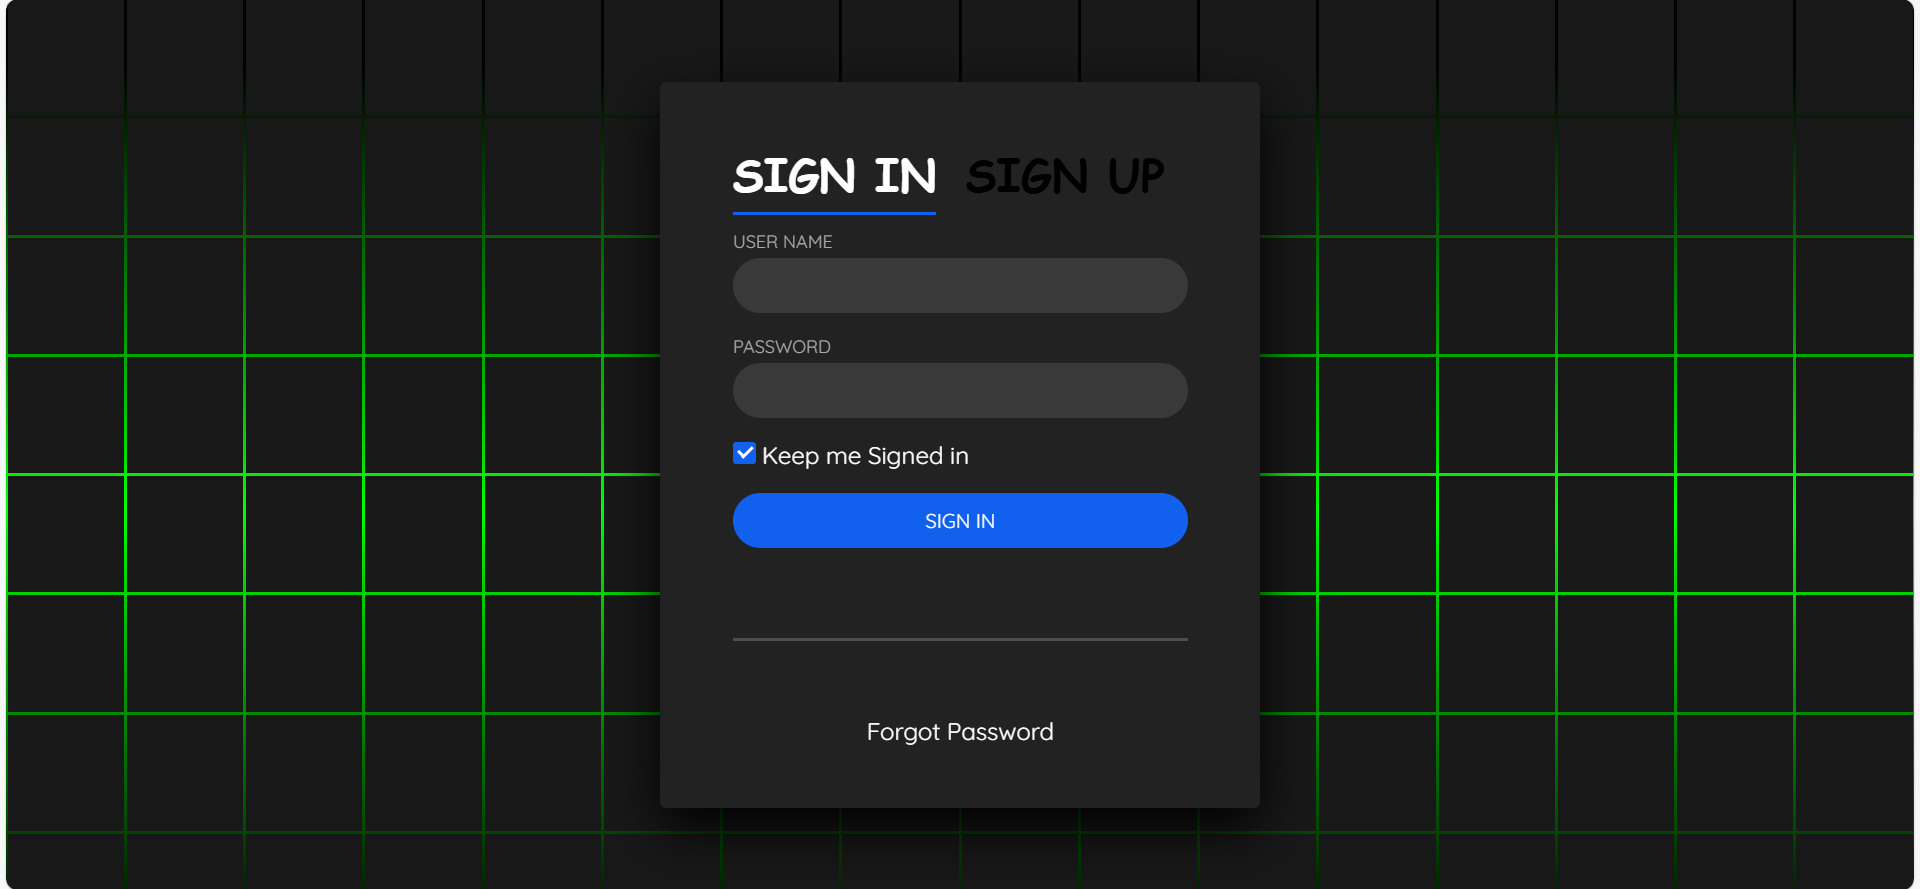 SIGN IN SIGN UP
USER NAME
PASSWORD
Keep me Signed in
SIGN IN
Forgot Password